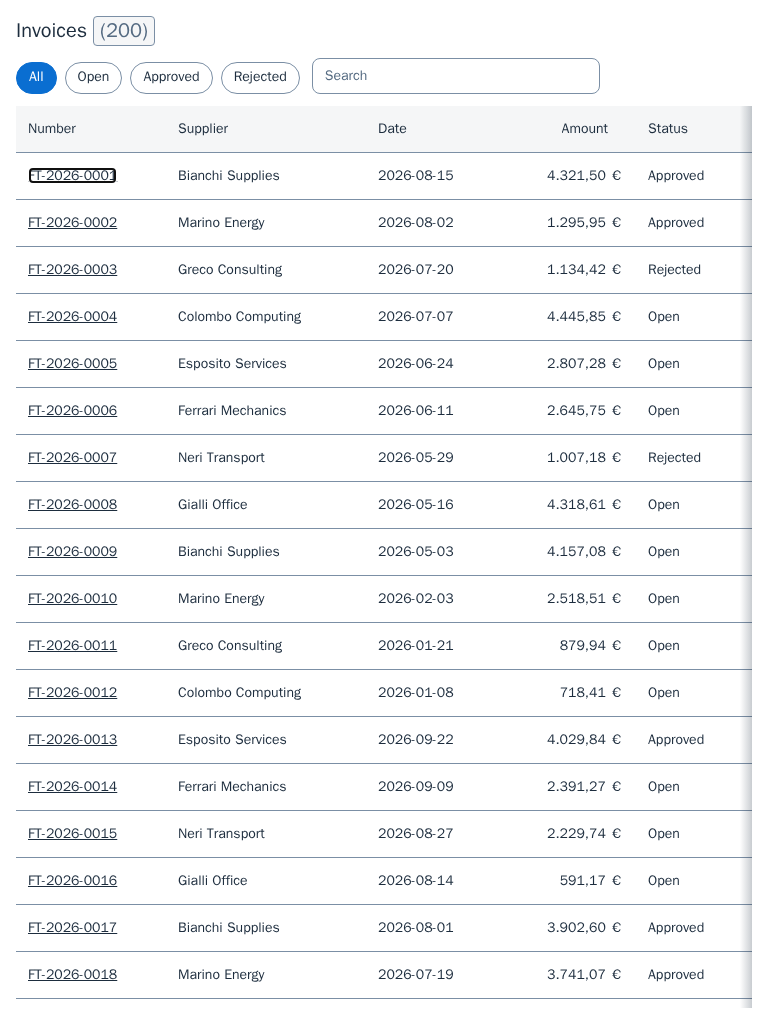 Invoices (200)
All Open Approved Rejected Search
Number Supplier Date Amount Status
FT-2026-0001 Bianchi Supplies 2026-08-15 4.321,50 € Approved
FT-2026-0002 Marino Energy 2026-08-02 1.295,95 € Approved
FT-2026-0003 Greco Consulting 2026-07-20 1.134,42 € Rejected
FT-2026-0004 Colombo Computing 2026-07-07 4.445,85 € Open
FT-2026-0005 Esposito Services 2026-06-24 2.807,28 € Open
FT-2026-0006 Ferrari Mechanics 2026-06-11 2.645,75 € Open
FT-2026-0007 Neri Transport 2026-05-29 1.007,18 € Rejected
FT-2026-0008 Gialli Office 2026-05-16 4.318,61 € Open
FT-2026-0009 Bianchi Supplies 2026-05-03 4.157,08 € Open
FT-2026-0010 Marino Energy 2026-02-03 2.518,51 € Open
FT-2026-0011 Greco Consulting 2026-01-21 879,94 € Open
FT-2026-0012 Colombo Computing 2026-01-08 718,41 € Open
FT-2026-0013 Esposito Services 2026-09-22 4.029,84 € Approved
FT-2026-0014 Ferrari Mechanics 2026-09-09 2.391,27 € Open
FT-2026-0015 Neri Transport 2026-08-27 2.229,74 € Open
FT-2026-0016 Gialli Office 2026-08-14 591,17 € Open
FT-2026-0017 Bianchi Supplies 2026-08-01 3.902,60 € Approved
FT-2026-0018 Marino Energy 2026-07-19 3.741,07 € Approved